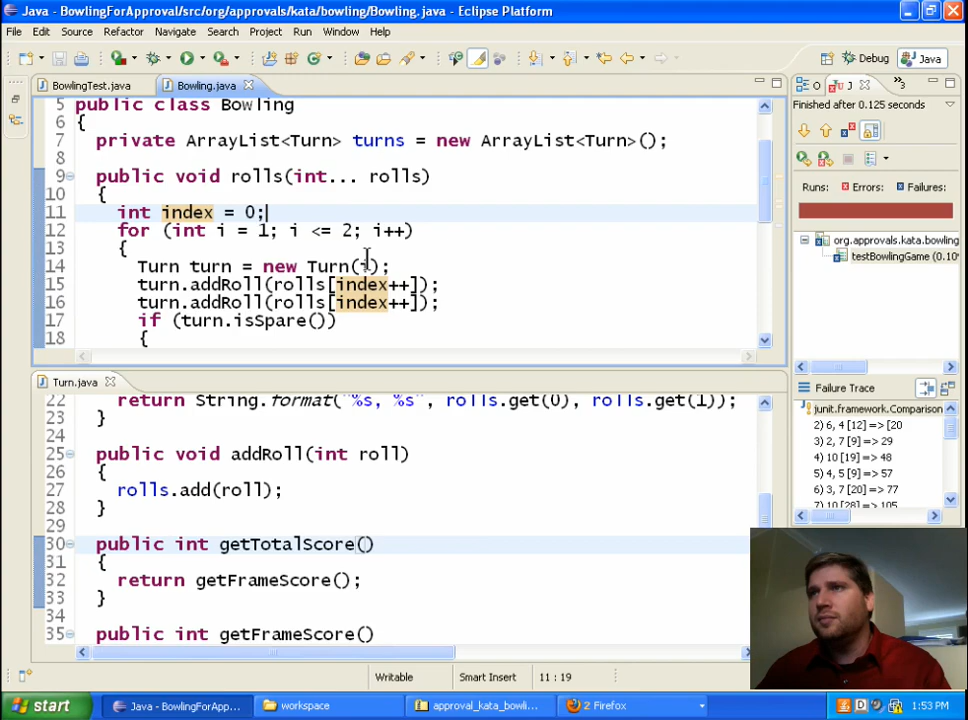 Java - BowlingForApproval/src/org/approvals/kata/bowling/Bowling.java - Eclipse Platform
File Edit Source Refactor Navigate Search Project Run Window Help
Debug Java
BowlingTest.java Bowling.java
5 public class Bowling
6 {
7 private ArrayList<Turn> turns = new ArrayList<Turn>();
8
9 public void rolls(int... rolls)
10 {
11 int index = 0;
12 for (int i = 1; i <= 2; i++)
13 {
14 Turn turn = new Turn(i);
15 turn.addRoll(rolls[index++]);
16 turn.addRoll(rolls[index++]);
17 if (turn.isSpare())
18 {
Turn.java
22 return String.format("%s, %s", rolls.get(0), rolls.get(1));
23 }
24
25 public void addRoll(int roll)
26 {
27 rolls.add(roll);
28 }
29
30 public int getTotalScore()
31 {
32 return getFrameScore();
33 }
34
35 public int getFrameScore()
O J 3
Finished after 0.125 seconds
Runs: Errors: Failures:
org.approvals.kata.bowling
testBowlingGame (0.10
Failure Trace
junit.framework.Comparison
2) 6, 4 [12] => [20
3) 2, 7 [9] => 29
4) 10 [19] => 48
5) 4, 5 [9] => 57
6) 3, 7 [20] => 77
7) 10 [28] => 105
Writable Smart Insert 11 : 19
start Java - BowlingForApp... workspace approval_kata_bowli... 2 Firefox 1:53 PM